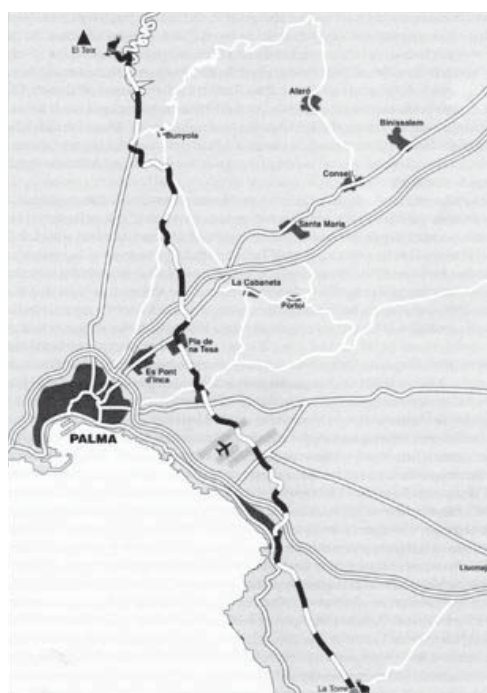 El Teix
Alaró
Binissalem
Bunyola
Consell
Santa Maria
La Cabaneta
Pòrtol
Pla de
na Tesa
Es Pont
d'Inca
PALMA
Llucmaj
La Torre